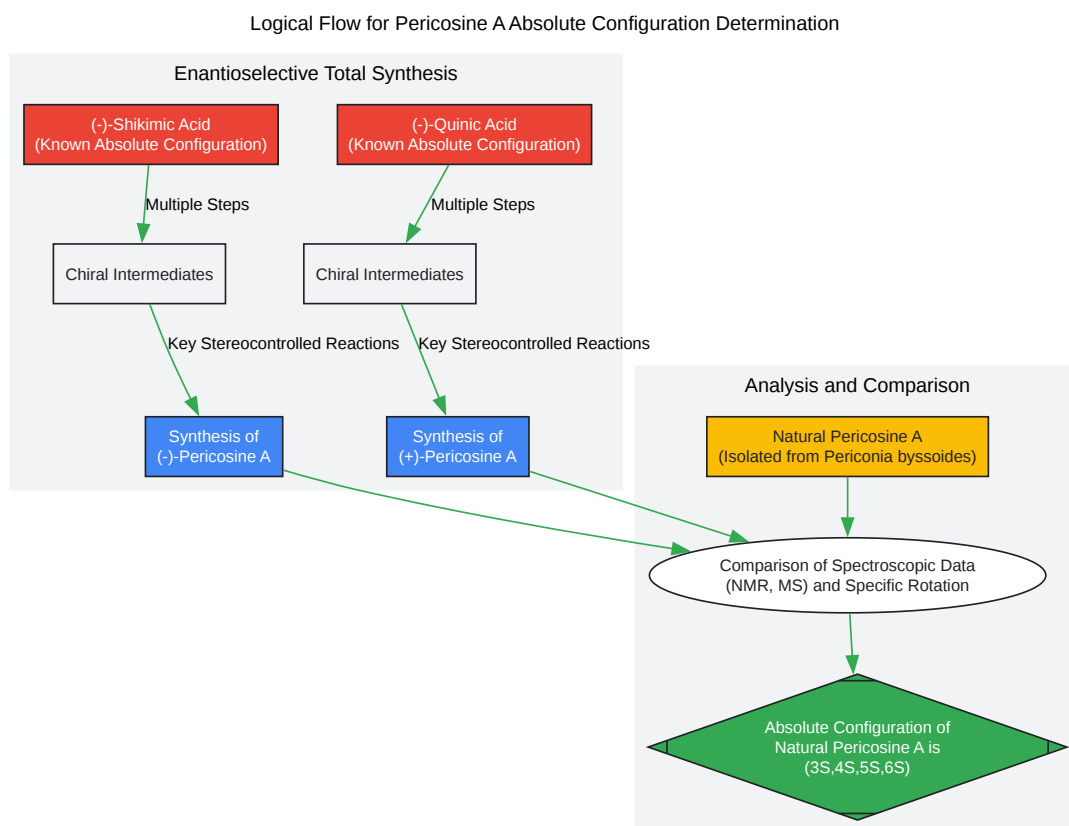 Logical Flow for Pericosine A Absolute Configuration Determination
Enantioselective Total Synthesis
(-)-Shikimic Acid
(Known Absolute Configuration)
(-)-Quinic Acid
(Known Absolute Configuration)
Multiple Steps
Multiple Steps
Chiral Intermediates
Chiral Intermediates
Key Stereocontrolled Reactions
Key Stereocontrolled Reactions
Synthesis of
(-)-Pericosine A
Synthesis of
(+)-Pericosine A
Analysis and Comparison
Natural Pericosine A
(Isolated from Periconia byssoides)
Comparison of Spectroscopic Data
(NMR, MS) and Specific Rotation
Absolute Configuration of
Natural Pericosine A is
(3S,4S,5S,6S)